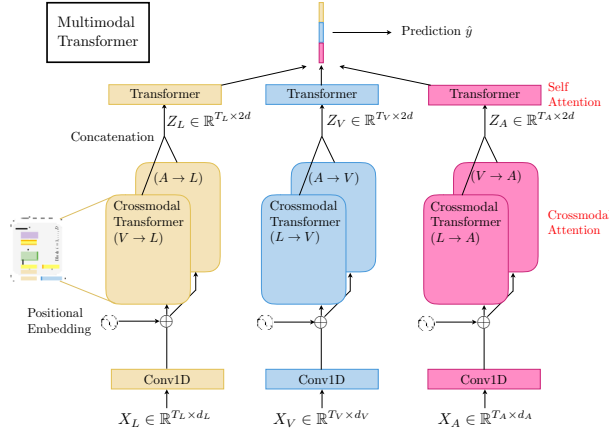 Multimodal
Transformer
Prediction ŷ
Transformer
Transformer
Transformer
Self
Attention
Z_L ∈ ℝ^{T_L×2d}
Z_V ∈ ℝ^{T_V×2d}
Z_A ∈ ℝ^{T_A×2d}
Concatenation
(A → L)
(A → V)
(V → A)
Crossmodal
Transformer
(V → L)
Crossmodal
Transformer
(L → V)
Crossmodal
Transformer
(L → A)
Crossmoda
Attention
Positional
Embedding
Conv1D
Conv1D
Conv1D
X_L ∈ ℝ^{T_L×d_L}
X_V ∈ ℝ^{T_V×d_V}
X_A ∈ ℝ^{T_A×d_A}